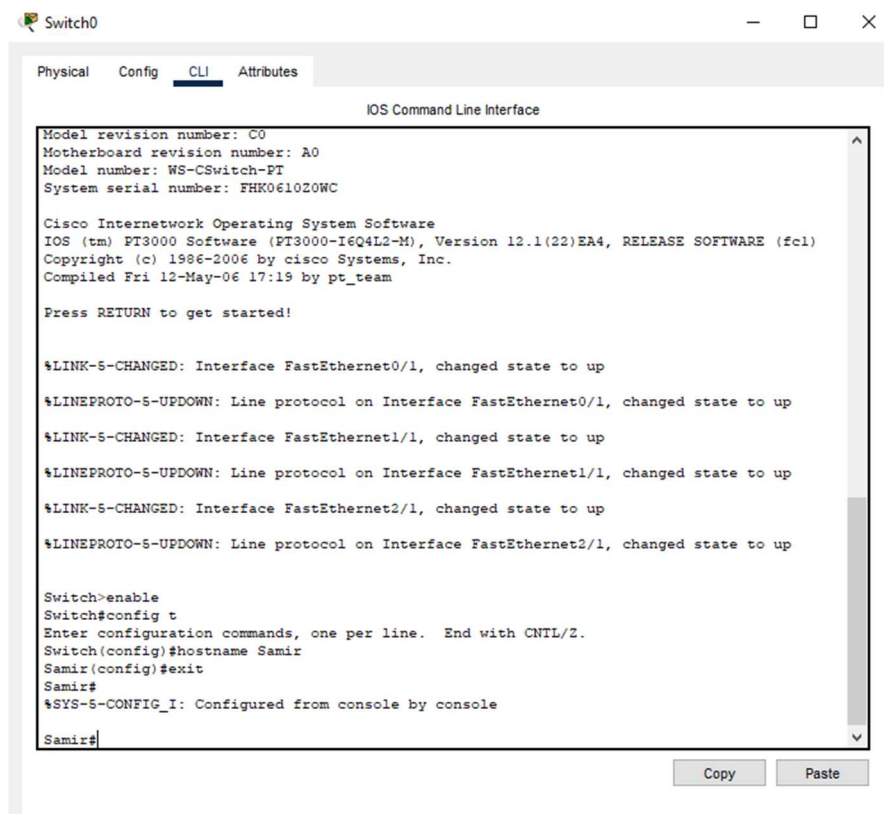 Switch0
Physical Config CLI Attributes
IOS Command Line Interface
Model revision number: C0
Motherboard revision number: A0
Model number: WS-CSwitch-PT
System serial number: FHK0610Z0WC
Cisco Internetwork Operating System Software
IOS (tm) PT3000 Software (PT3000-I6Q4L2-M), Version 12.1(22)EA4, RELEASE SOFTWARE (fc1)
Copyright (c) 1986-2006 by cisco Systems, Inc.
Compiled Fri 12-May-06 17:19 by pt_team
Press RETURN to get started!
%LINK-5-CHANGED: Interface FastEthernet0/1, changed state to up
%LINEPROTO-5-UPDOWN: Line protocol on Interface FastEthernet0/1, changed state to up
%LINK-5-CHANGED: Interface FastEthernet1/1, changed state to up
%LINEPROTO-5-UPDOWN: Line protocol on Interface FastEthernet1/1, changed state to up
%LINK-5-CHANGED: Interface FastEthernet2/1, changed state to up
%LINEPROTO-5-UPDOWN: Line protocol on Interface FastEthernet2/1, changed state to up
Switch>enable
Switch#config t
Enter configuration commands, one per line. End with CNTL/Z.
Switch(config)#hostname Samir
Samir(config)#exit
Samir#
%SYS-5-CONFIG_I: Configured from console by console
Samir#
Copy Paste